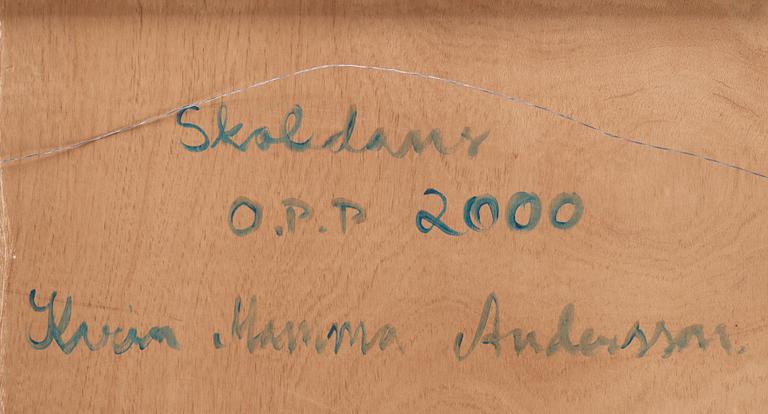 Skoldans
O.P.P 2000
Karin Mamma Andersson.